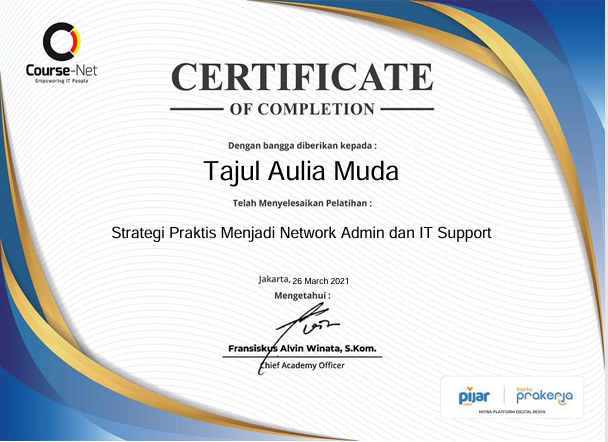 Course-Net
Empowering IT People
CERTIFICATE
OF COMPLETION
Dengan bangga diberikan kepada :
Tajul Aulia Muda
Telah Menyelesaikan Pelatihan :
Strategi Praktis Menjadi Network Admin dan IT Support
Jakarta, 26 March 2021
Mengetahui :
Fransiskus Alvin Winata, S.Kom.
Chief Academy Officer
pijar
kartu
prakerja
MITRA PLATFORM DIGITAL RESMI